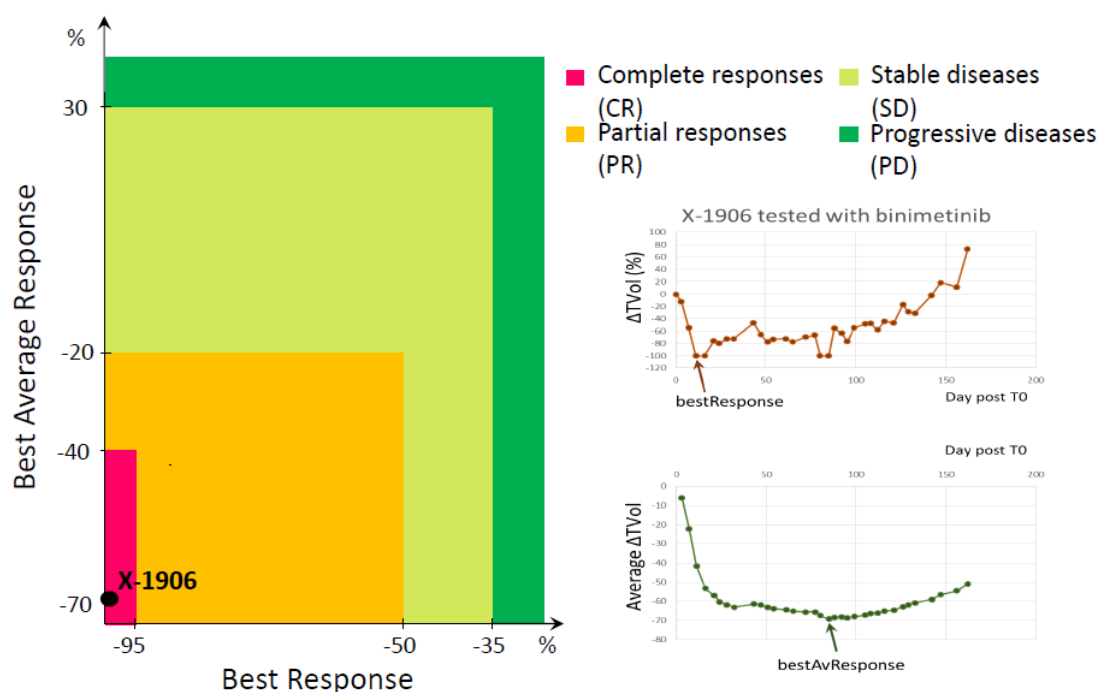 %
30
-20
-40
-70
Best Average Response
X-1906
-95
-50
-35
%
Best Response
Complete responses
(CR)
Stable diseases
(SD)
Partial responses
(PR)
Progressive diseases
(PD)
X-1906 tested with binimetinib
ΔTVol (%)
100
80
60
40
20
0
-20
-40
-60
-80
-100
-120
0
50
100
150
200
bestResponse
Day post T0
Day post T0
0
50
100
150
200
Average ΔTVol
0
-10
-20
-30
-40
-50
-60
-70
-80
bestAvResponse